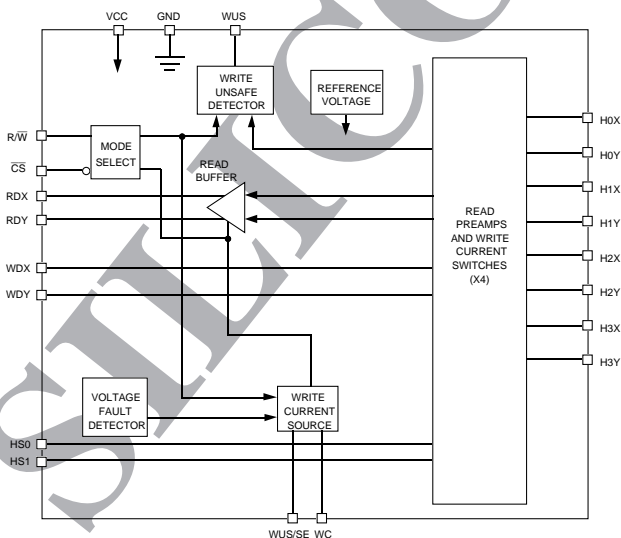 VCC GND WUS
WRITE
UNSAFE
DETECTOR
REFERENCE
VOLTAGE
R/W̅
C̅S̅
MODE
SELECT
READ
BUFFER
RDX
RDY
WDX
WDY
READ
PREAMPS
AND WRITE
CURRENT
SWITCHES
(X4)
H0X
H0Y
H1X
H1Y
H2X
H2Y
H3X
H3Y
VOLTAGE
FAULT
DETECTOR
WRITE
CURRENT
SOURCE
HS0
HS1
WUS/SE WC
SILIC